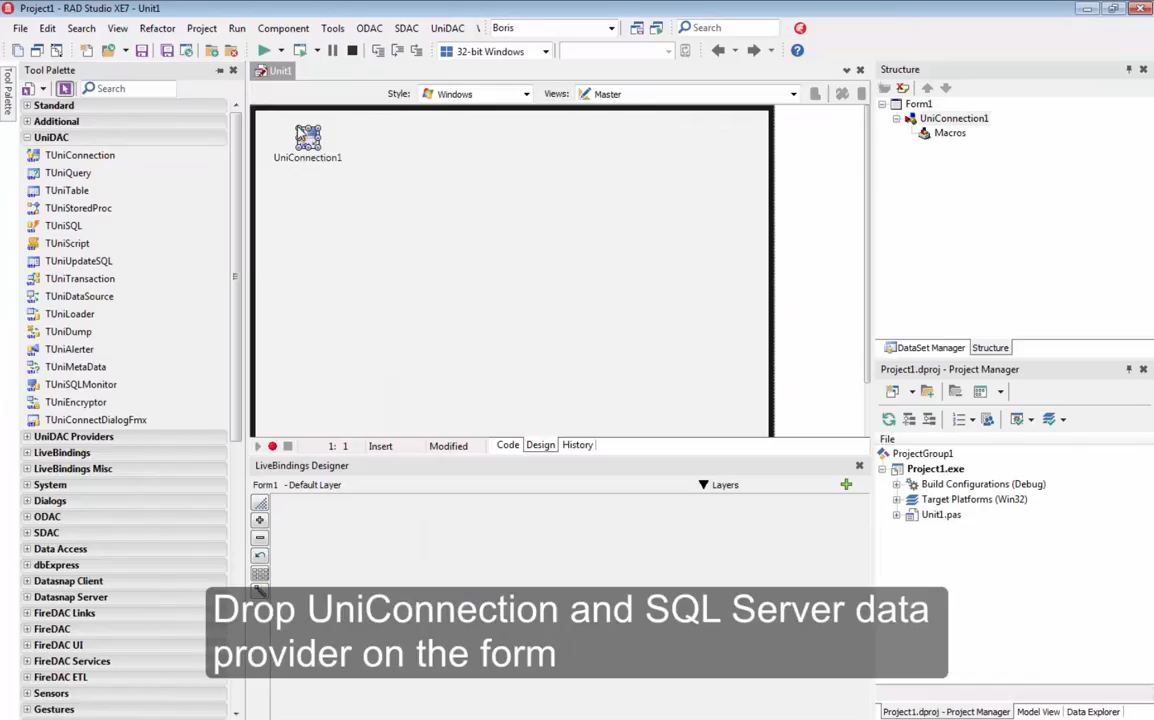 Project1 - RAD Studio XE7 - Unit1
File Edit Search View Refactor Project Run Component Tools ODAC SDAC UniDAC \ Boris Search
32-bit Windows
Tool Palette
Tool Palette
Search
Standard
Additional
UniDAC
TUniConnection
TUniQuery
TUniTable
TUniStoredProc
TUniSQL
TUniScript
TUniUpdateSQL
TUniTransaction
TUniDataSource
TUniLoader
TUniDump
TUniAlerter
TUniMetaData
TUniSQLMonitor
TUniEncryptor
TUniConnectDialogFmx
UniDAC Providers
LiveBindings
LiveBindings Misc
System
Dialogs
ODAC
SDAC
Data Access
dbExpress
Datasnap Client
Datasnap Server
FireDAC Links
FireDAC
FireDAC UI
FireDAC Services
FireDAC ETL
Sensors
Gestures
Unit1
Style: Windows Views: Master
UniConnection1
1: 1 Insert Modified Code Design History
LiveBindings Designer
Form1 - Default Layer Layers
Drop UniConnection and SQL Server data
provider on the form
Structure
Form1
UniConnection1
Macros
DataSet Manager Structure
Project1.dproj - Project Manager
File
ProjectGroup1
Project1.exe
Build Configurations (Debug)
Target Platforms (Win32)
Unit1.pas
Project1.dproj - Project Manager Model View Data Explorer